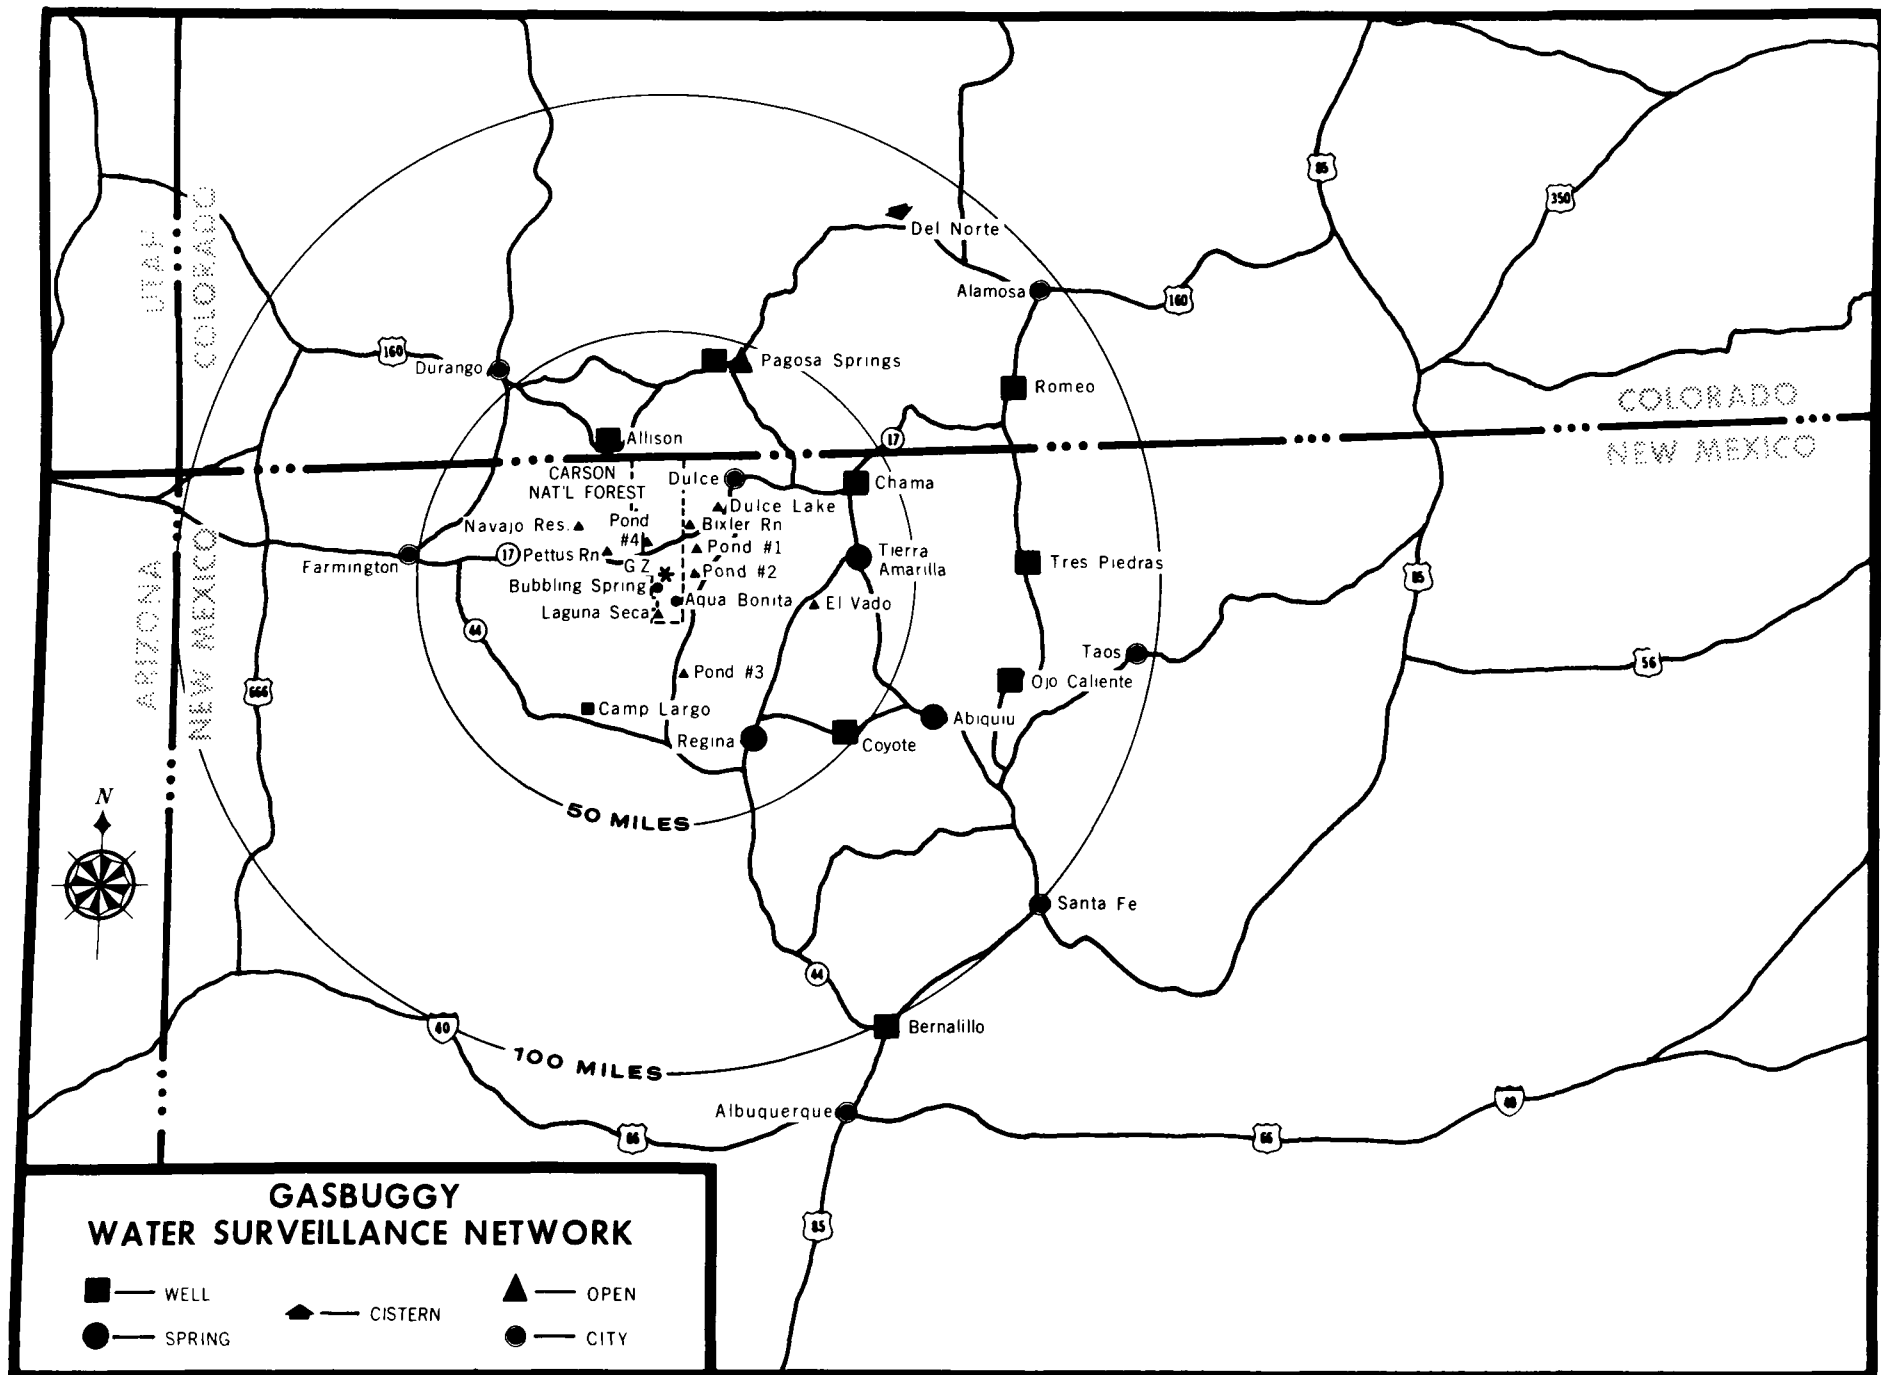 85
350
UTAH
COLORADO
Del Norte
Alamosa
160
160
Durango
Pagosa Springs
Romeo
COLORADO
NEW MEXICO
17
Allison
CARSON
NAT'L FOREST
Dulce
Chama
Dulce Lake
Navajo Res.
Pond
#4
Bixler Rn
Pond #1
17
Pettus Rn
Farmington
GZ
Pond #2
Tierra
Amarilla
Tres Piedras
85
Bubbling Spring
Aqua Bonita
El Vado
Laguna Seca
44
ARIZONA
NEW MEXICO
666
Taos
56
Pond #3
Ojo Caliente
Camp Largo
Abiquiu
Regina
Coyote
N
50 MILES
Santa Fe
44
40
Bernalillo
100 MILES
Albuquerque
40
66
66
85
GASBUGGY
WATER SURVEILLANCE NETWORK
WELL
OPEN
CISTERN
SPRING
CITY